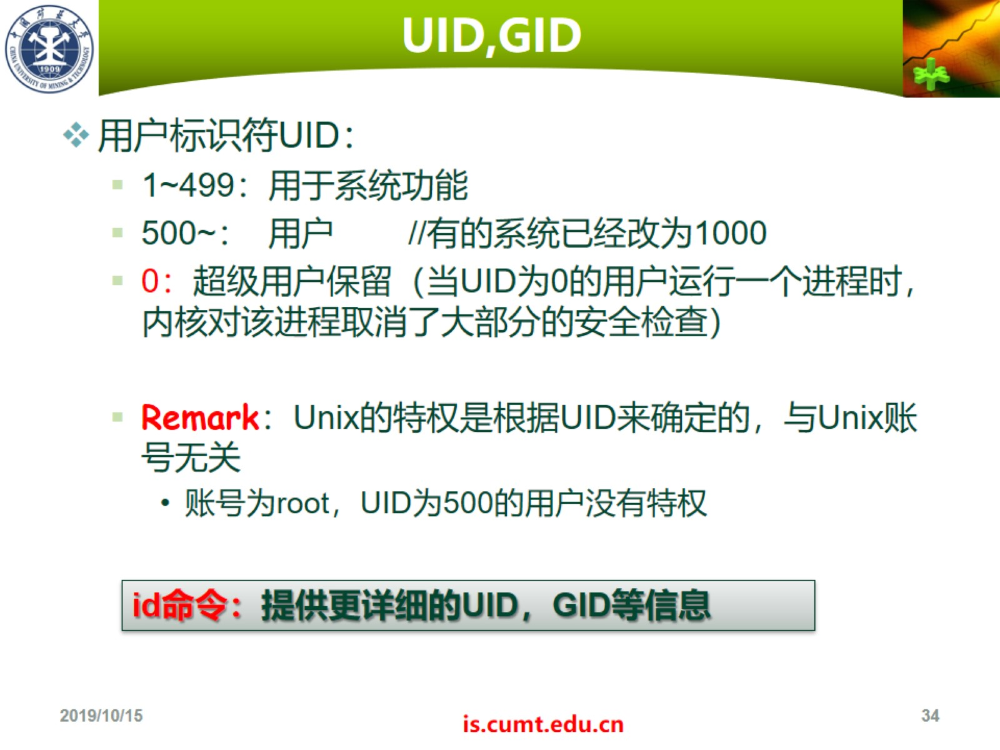 中国矿业大学
CHINA UNIVERSITY OF MINING & TECHNOLOGY
1909
UID,GID
用户标识符UID：
1~499：用于系统功能
500~： 用户 //有的系统已经改为1000
0：超级用户保留（当UID为0的用户运行一个进程时，
内核对该进程取消了大部分的安全检查）
Remark：Unix的特权是根据UID来确定的，与Unix账
号无关
• 账号为root，UID为500的用户没有特权
id命令：提供更详细的UID，GID等信息
2019/10/15
is.cumt.edu.cn
34